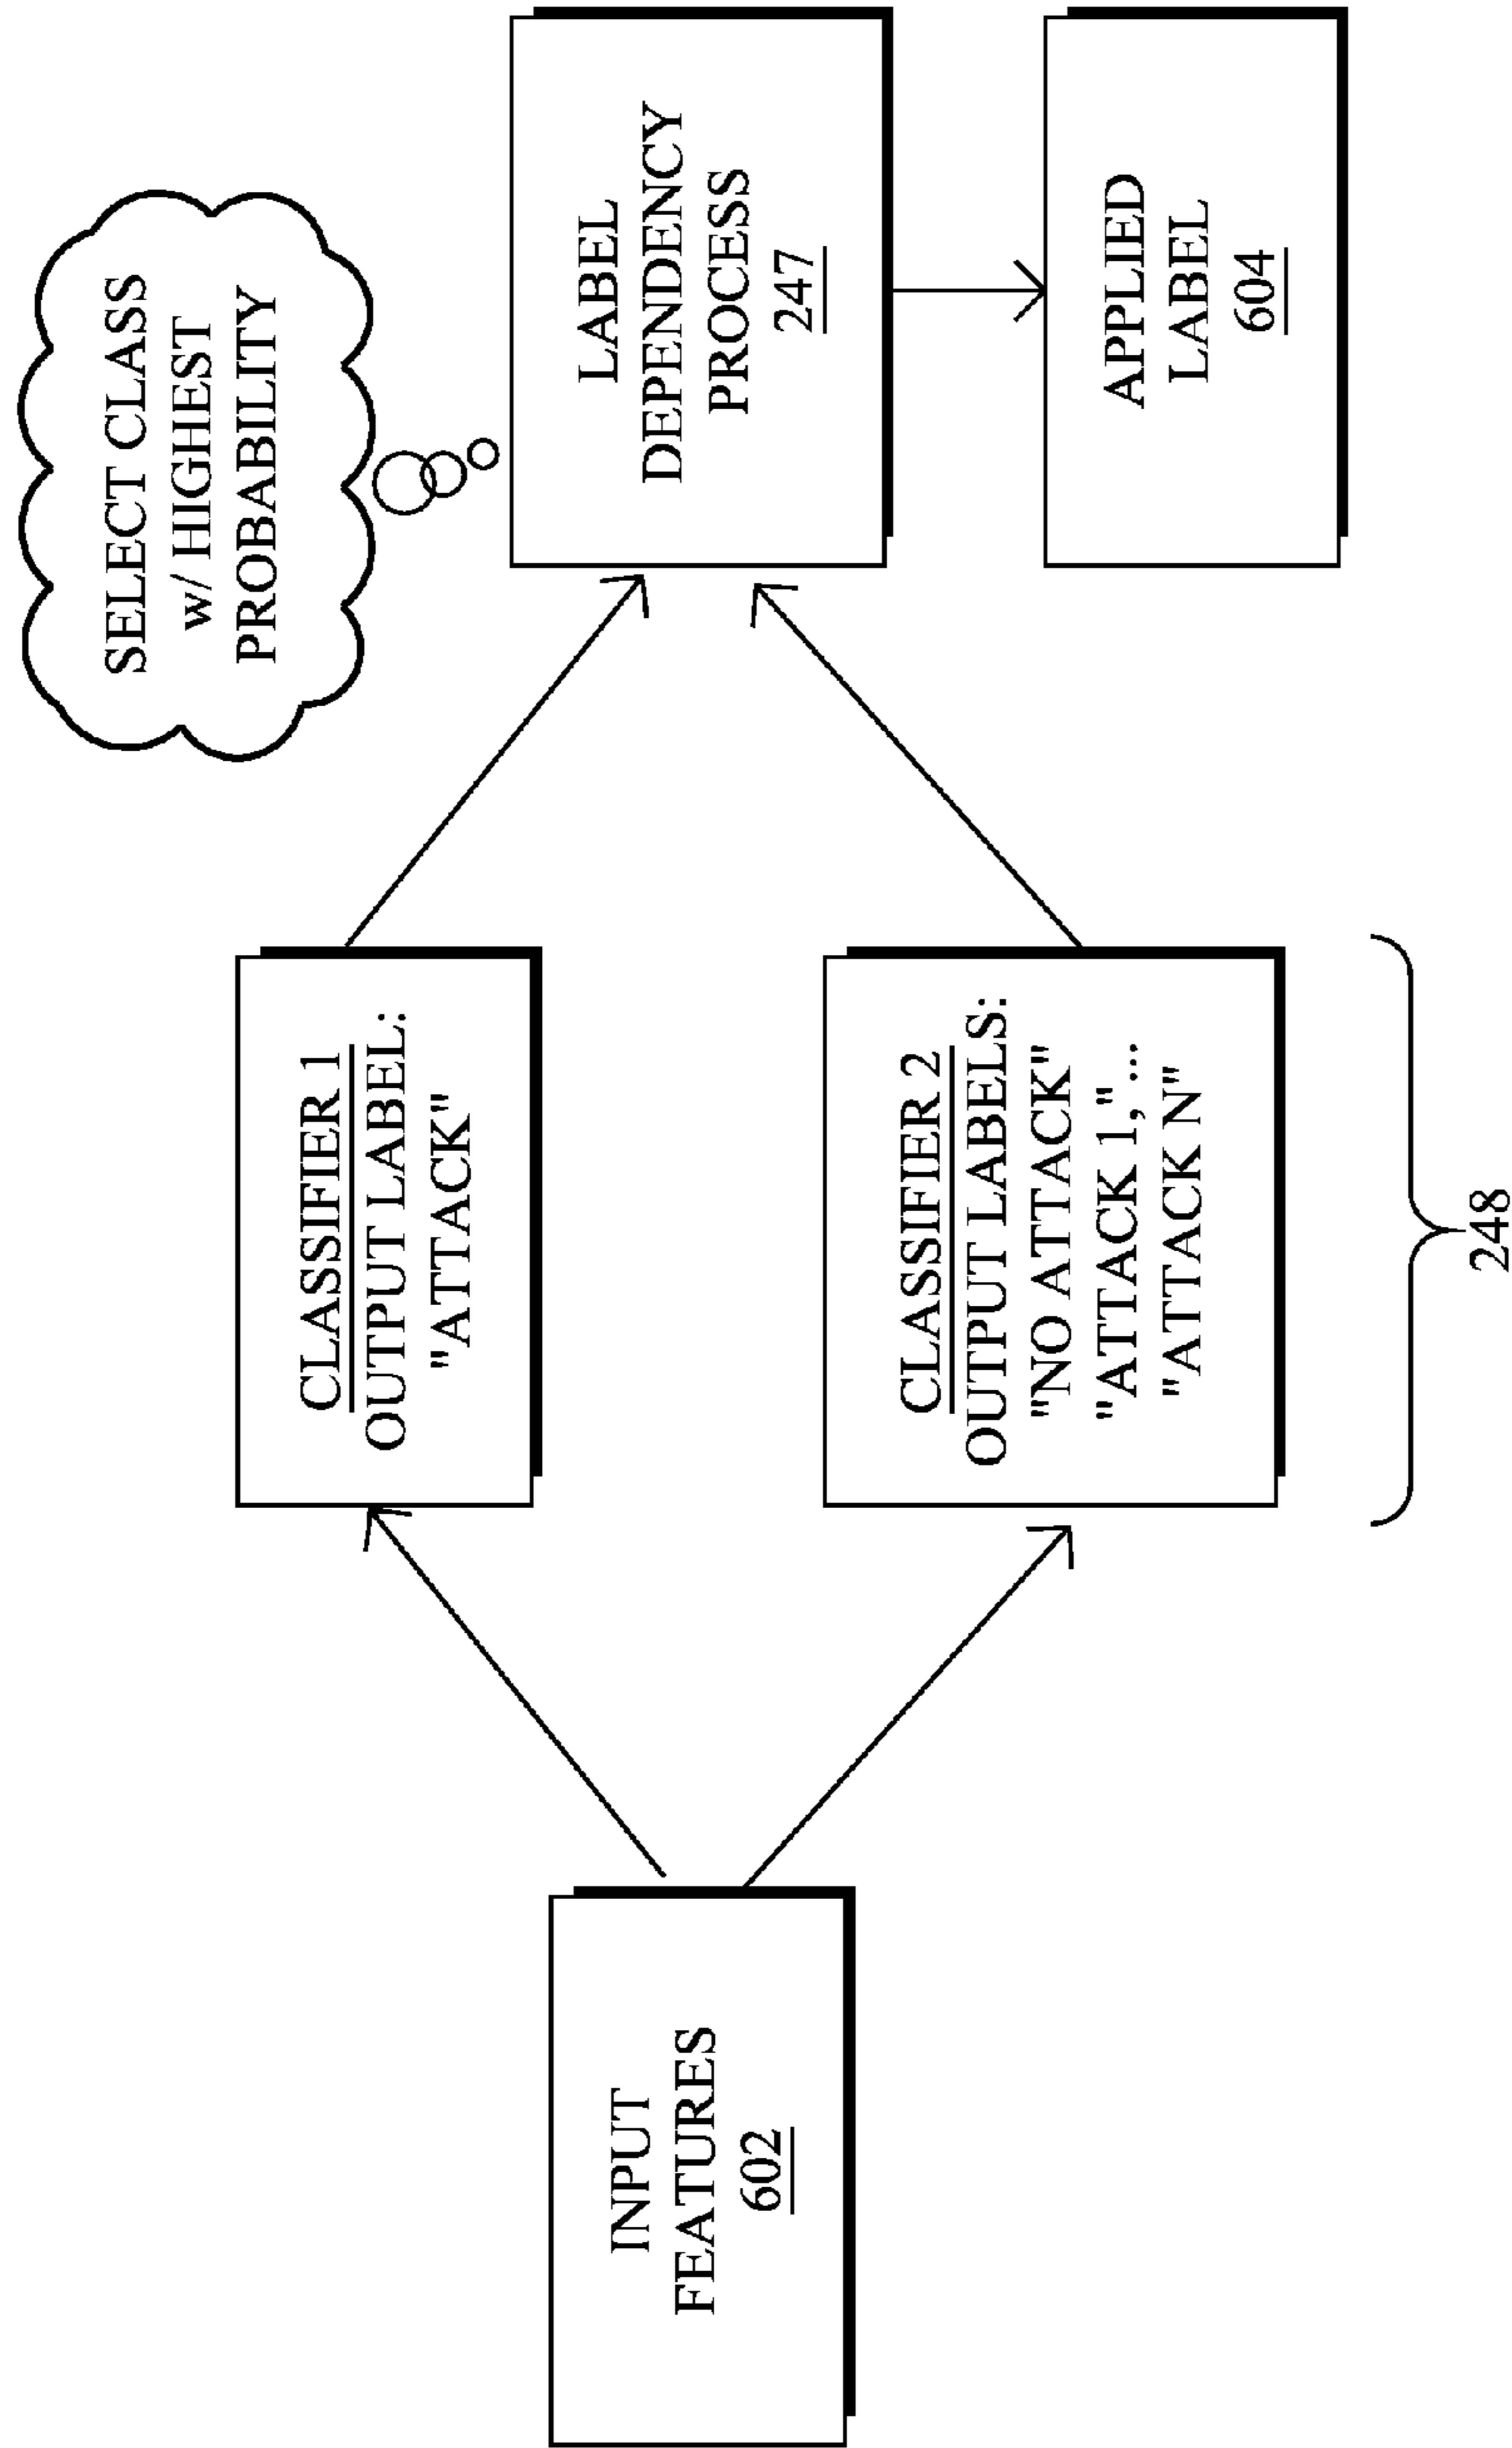 INPUT
FEATURES
602
CLASSIFIER 1
OUTPUT LABEL:
"ATTACK"
CLASSIFIER 2
OUTPUT LABELS:
"NO ATTACK"
"ATTACK 1,"...
"ATTACK N"
248
SELECT CLASS
w/ HIGHEST
PROBABILITY
LABEL
DEPENDENCY
PROCESS
247
APPLIED
LABEL
604